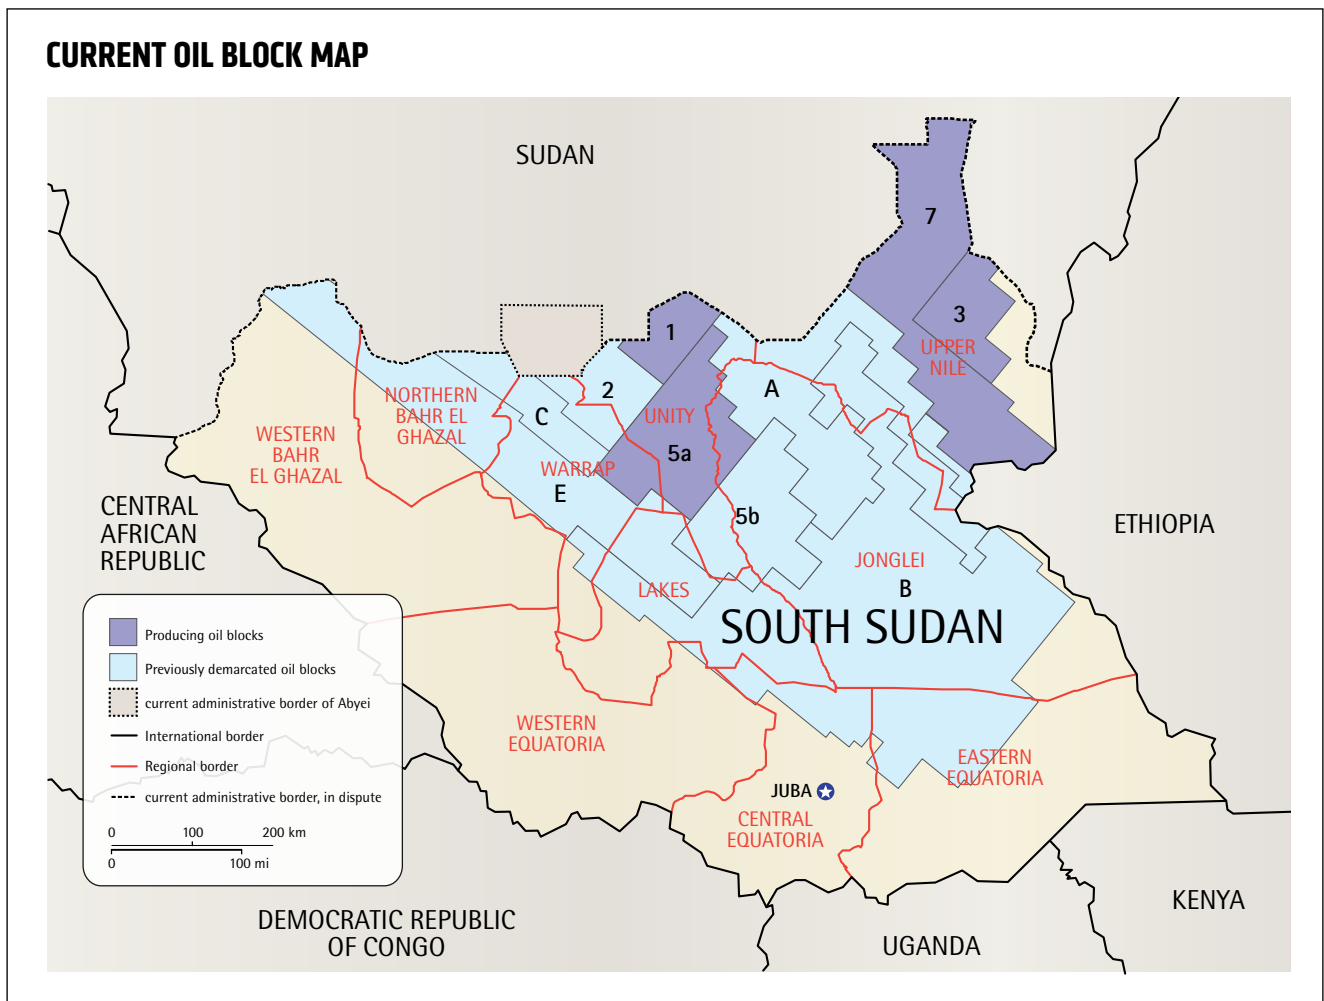 CURRENT OIL BLOCK MAP
SUDAN
7
3
UPPER
NILE
1
2
A
C
UNITY
5a
NORTHERN
BAHR EL
GHAZAL
WESTERN
BAHR
EL GHAZAL
WARRAP
E
5b
CENTRAL
AFRICAN
REPUBLIC
ETHIOPIA
JONGLEI
B
LAKES
SOUTH SUDAN
WESTERN
EQUATORIA
EASTERN
EQUATORIA
JUBA
CENTRAL
EQUATORIA
Producing oil blocks
Previously demarcated oil blocks
current administrative border of Abyei
International border
Regional border
current administrative border, in dispute
0 100 200 km
0 100 mi
DEMOCRATIC REPUBLIC
OF CONGO
UGANDA
KENYA